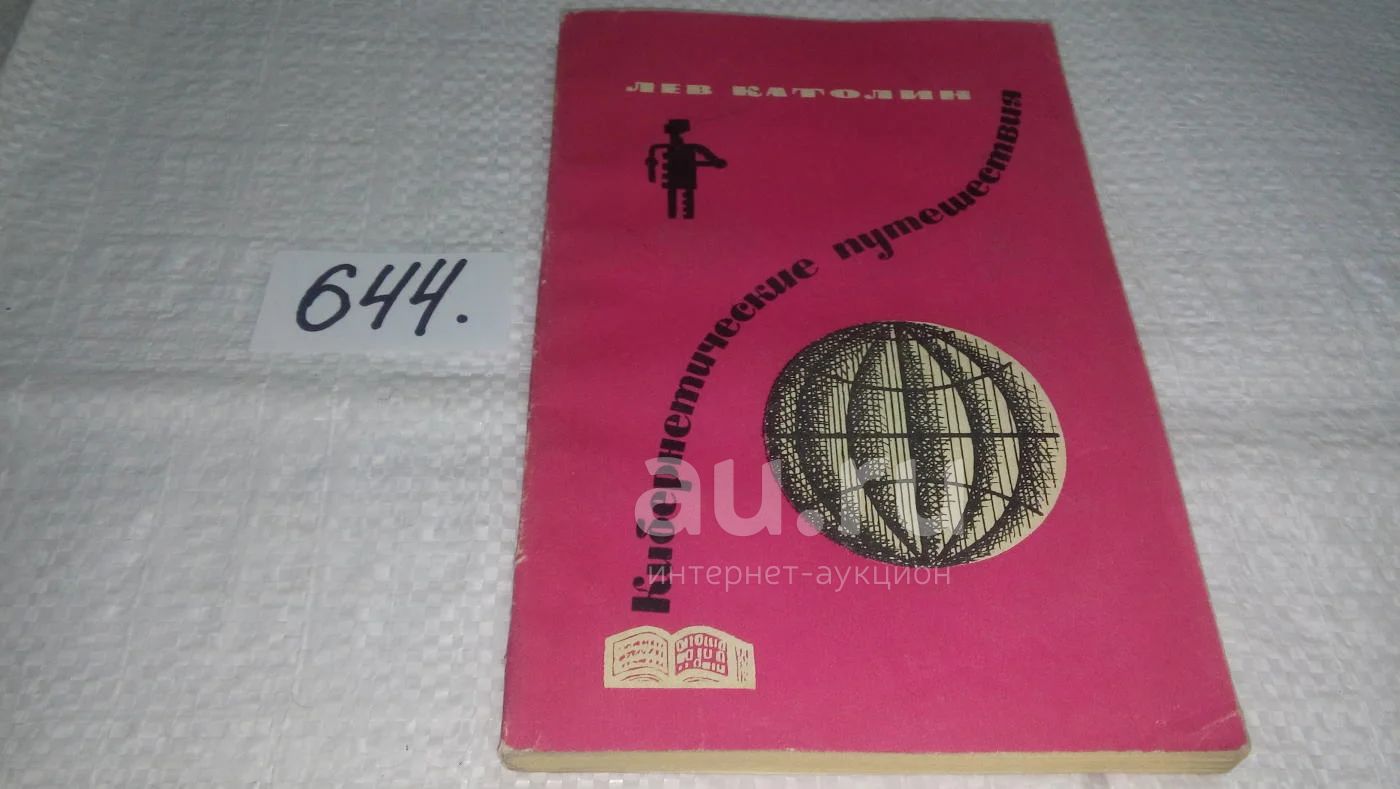 ЛЕВ КАТОЛИН
Кибернетические путешествия
644.
au.ru
интернет-аукцион